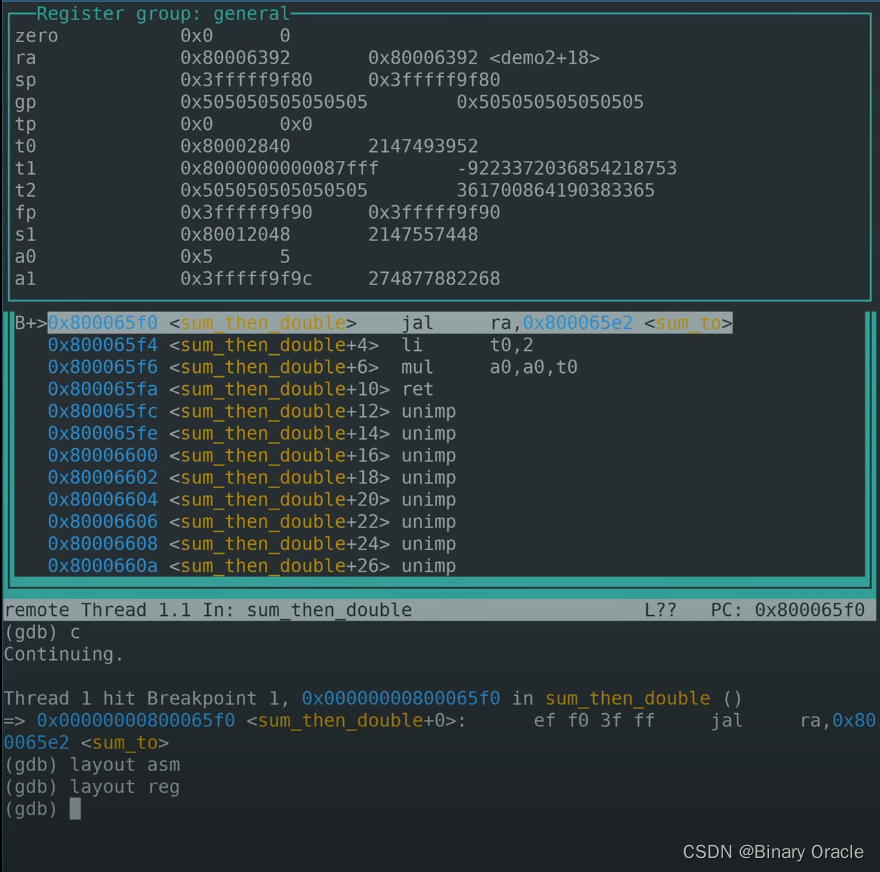 Register group: general
zero 0x0 0
ra 0x80006392 0x80006392 <demo2+18>
sp 0x3fffff9f80 0x3fffff9f80
gp 0x505050505050505 0x505050505050505
tp 0x0 0x0
t0 0x80002840 2147493952
t1 0x8000000000087fff -9223372036854218753
t2 0x505050505050505 361700864190383365
fp 0x3fffff9f90 0x3fffff9f90
s1 0x80012048 2147557448
a0 0x5 5
a1 0x3fffff9f9c 274877882268
B+>0x800065f0 <sum_then_double> jal ra,0x800065e2 <sum_to>
0x800065f4 <sum_then_double+4> li t0,2
0x800065f6 <sum_then_double+6> mul a0,a0,t0
0x800065fa <sum_then_double+10> ret
0x800065fc <sum_then_double+12> unimp
0x800065fe <sum_then_double+14> unimp
0x80006600 <sum_then_double+16> unimp
0x80006602 <sum_then_double+18> unimp
0x80006604 <sum_then_double+20> unimp
0x80006606 <sum_then_double+22> unimp
0x80006608 <sum_then_double+24> unimp
0x8000660a <sum_then_double+26> unimp
remote Thread 1.1 In: sum_then_double L?? PC: 0x800065f0
(gdb) c
Continuing.
Thread 1 hit Breakpoint 1, 0x00000000800065f0 in sum_then_double ()
=> 0x00000000800065f0 <sum_then_double+0>: ef f0 3f ff jal ra,0x80
0065e2 <sum_to>
(gdb) layout asm
(gdb) layout reg
(gdb)
CSDN @Binary Oracle